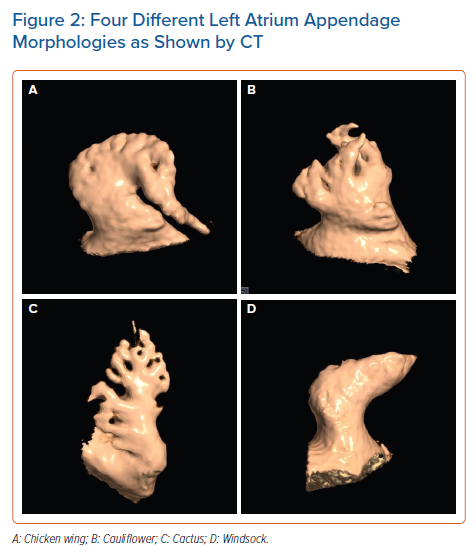 Figure 2: Four Different Left Atrium Appendage
Morphologies as Shown by CT
A
B
C
D
A: Chicken wing; B: Cauliflower; C: Cactus; D: Windsock.